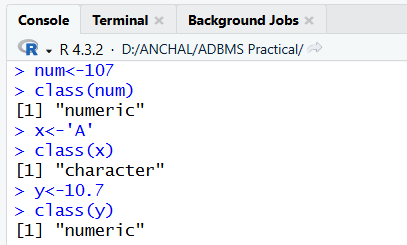 Console Terminal × Background Jobs ×
R R 4.3.2 · D:/ANCHAL/ADBMS Practical/
> num<-107
> class(num)
[1] "numeric"
> x<-'A'
> class(x)
[1] "character"
> y<-10.7
> class(y)
[1] "numeric"